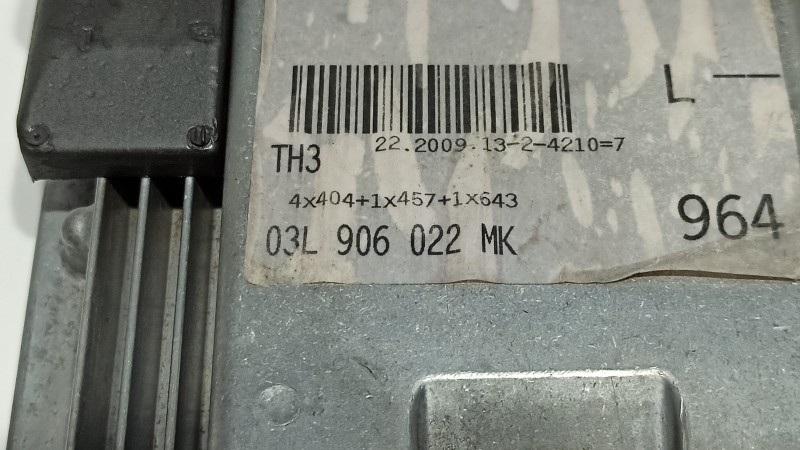 L --
22.2009.13-2-4210=7
TH3
4x404+1x457+1x643
03L 906 022 MK
964